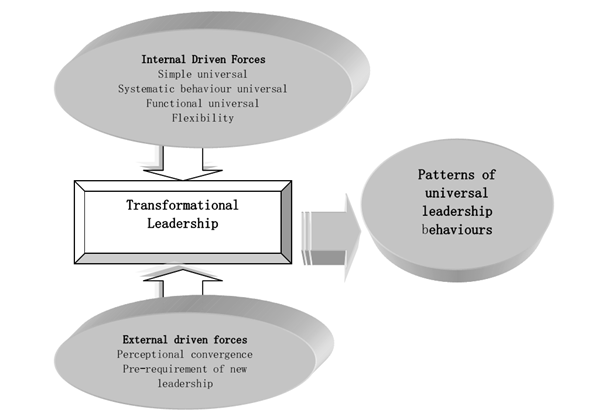 Internal Driven Forces
Simple universal
Systematic behaviour universal
Functional universal
Flexibility
Transformational
Leadership
Patterns of
universal
leadership
behaviours
External driven forces
Perceptional convergence
Pre-requirement of new
leadership